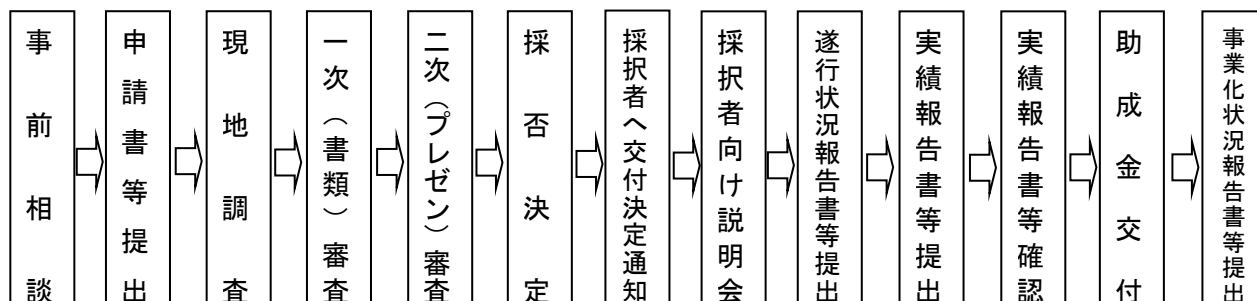 事前相談
申請書等提出
現地調査
一次（書類）審査
二次（プレゼン）審査
採否決定
採択者へ交付決定通知
採択者向け説明会
遂行状況報告書等提出
実績報告書等提出
実績報告書等確認
助成金交付
事業化状況報告書等提出